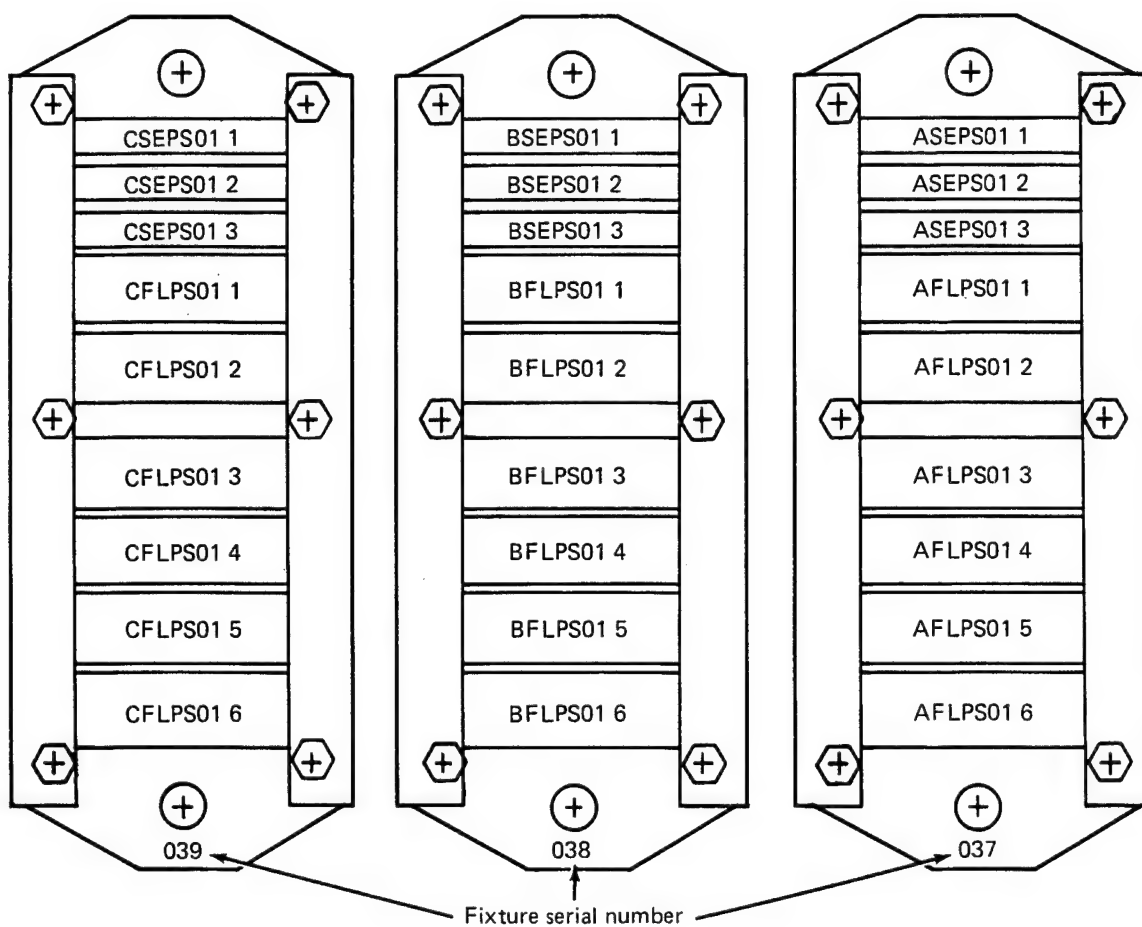 CSEPS01 1
CSEPS01 2
CSEPS01 3
CFLPS01 1
CFLPS01 2
CFLPS01 3
CFLPS01 4
CFLPS01 5
CFLPS01 6
039
BSEPS01 1
BSEPS01 2
BSEPS01 3
BFLPS01 1
BFLPS01 2
BFLPS01 3
BFLPS01 4
BFLPS01 5
BFLPS01 6
038
ASEPS01 1
ASEPS01 2
ASEPS01 3
AFLPS01 1
AFLPS01 2
AFLPS01 3
AFLPS01 4
AFLPS01 5
AFLPS01 6
037
Fixture serial number